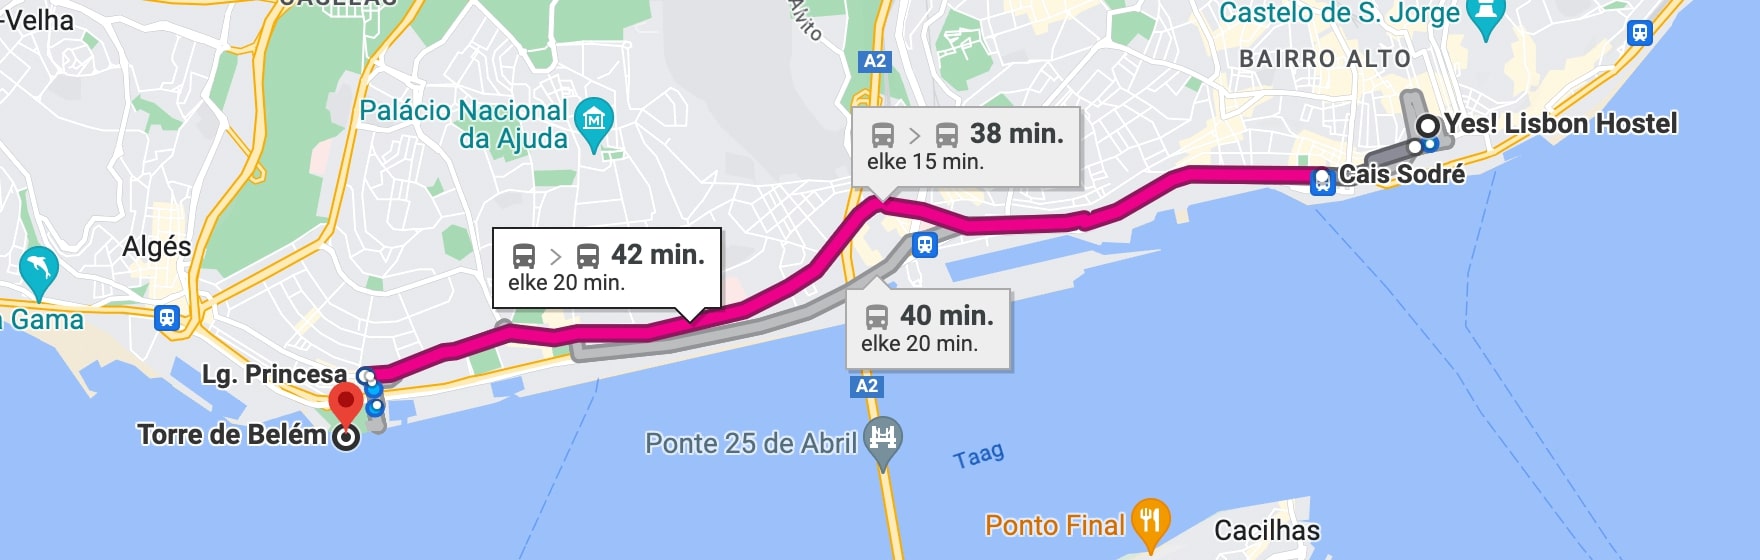 -Velha
CASELAS
Alvito
Castelo de S. Jorge
A2
BAIRRO ALTO
Palácio Nacional
da Ajuda
38 min.
elke 15 min.
Yes! Lisbon Hostel
Cais Sodré
Algés
42 min.
elke 20 min.
a Gama
40 min.
elke 20 min.
Lg. Princesa
A2
Torre de Belém
Ponte 25 de Abril
Taag
Ponto Final
Cacilhas